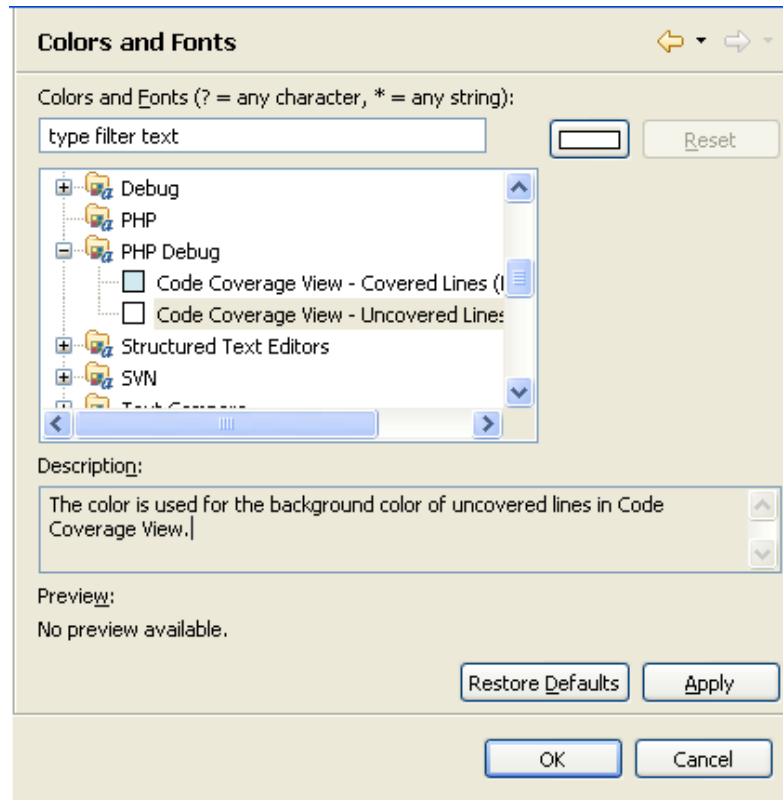 Colors and Fonts
Colors and Fonts (? = any character, * = any string):
type filter text
Reset
Debug
PHP
PHP Debug
Code Coverage View - Covered Lines (
Code Coverage View - Uncovered Lines
Structured Text Editors
SVN
Text Compare
Description:
The color is used for the background color of uncovered lines in Code
Coverage View.
Preview:
No preview available.
Restore Defaults
Apply
OK
Cancel